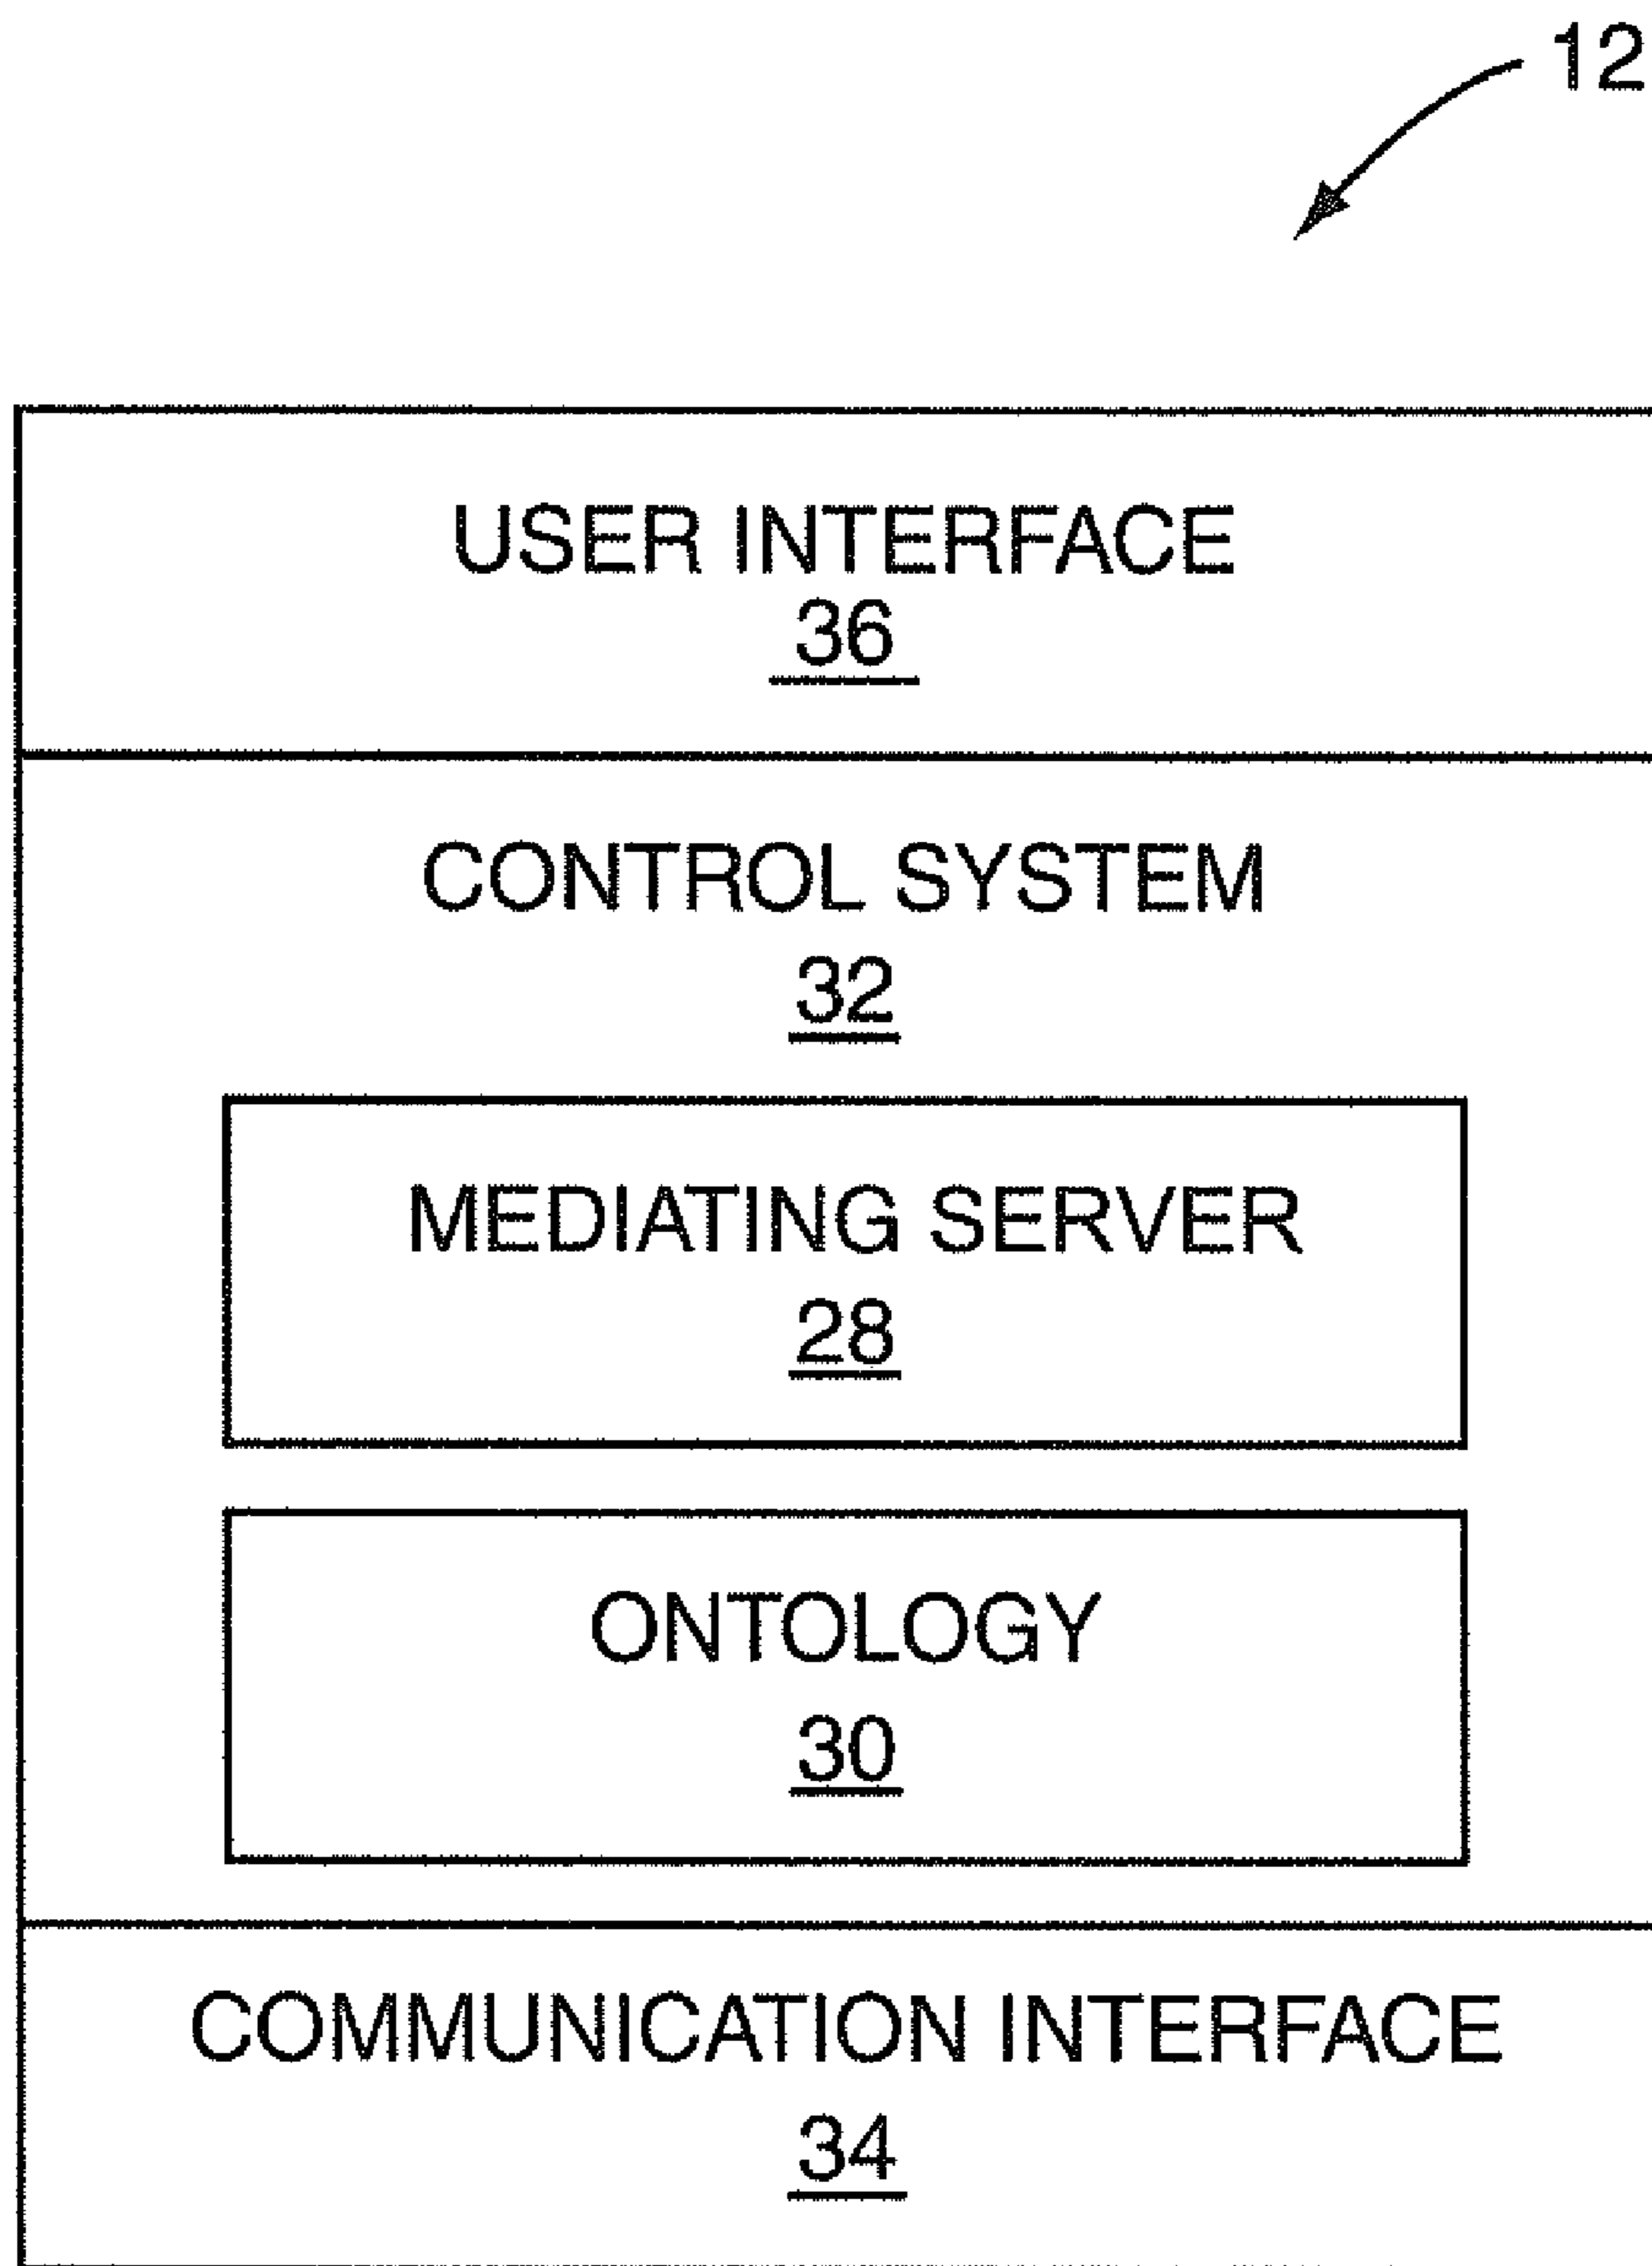 12
USER INTERFACE
36
CONTROL SYSTEM
32
MEDIATING SERVER
28
ONTOLOGY
30
COMMUNICATION INTERFACE
34